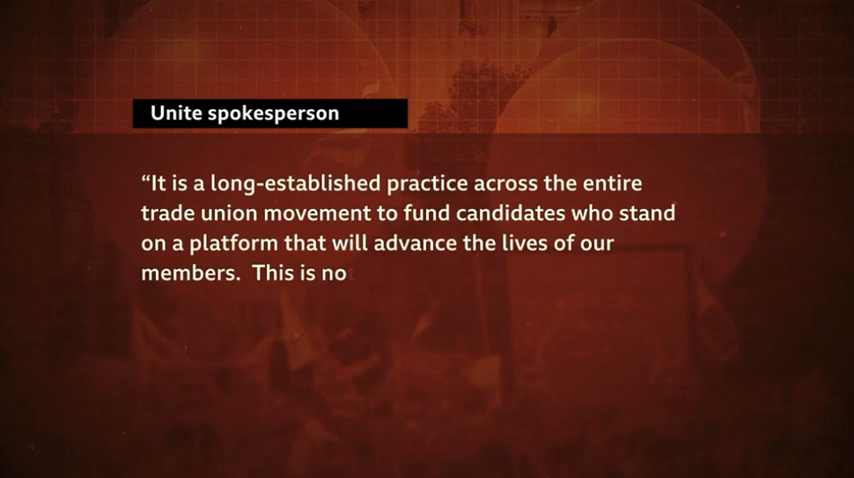 Unite spokesperson
“It is a long-established practice across the entire
trade union movement to fund candidates who stand
on a platform that will advance the lives of our
members.  This is not